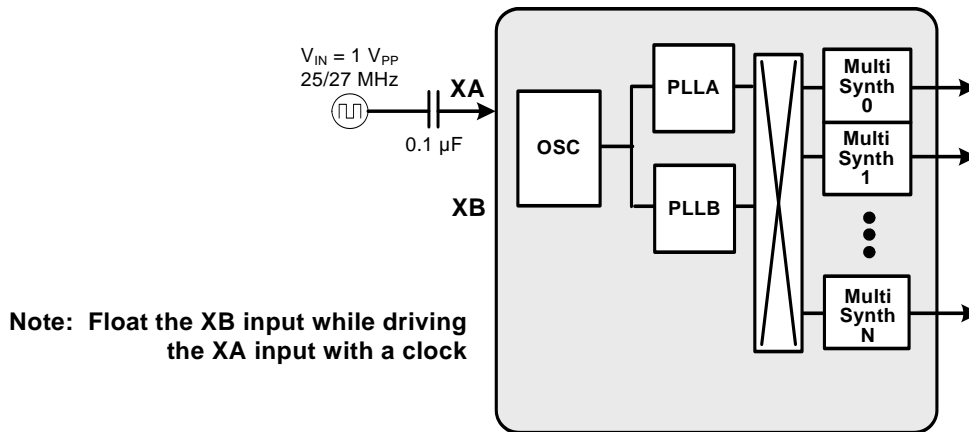 V_IN = 1 V_PP
25/27 MHz
XA
0.1 µF
XB
OSC
PLLA
PLLB
Multi
Synth
0
Multi
Synth
1
Multi
Synth
N
Note: Float the XB input while driving
the XA input with a clock